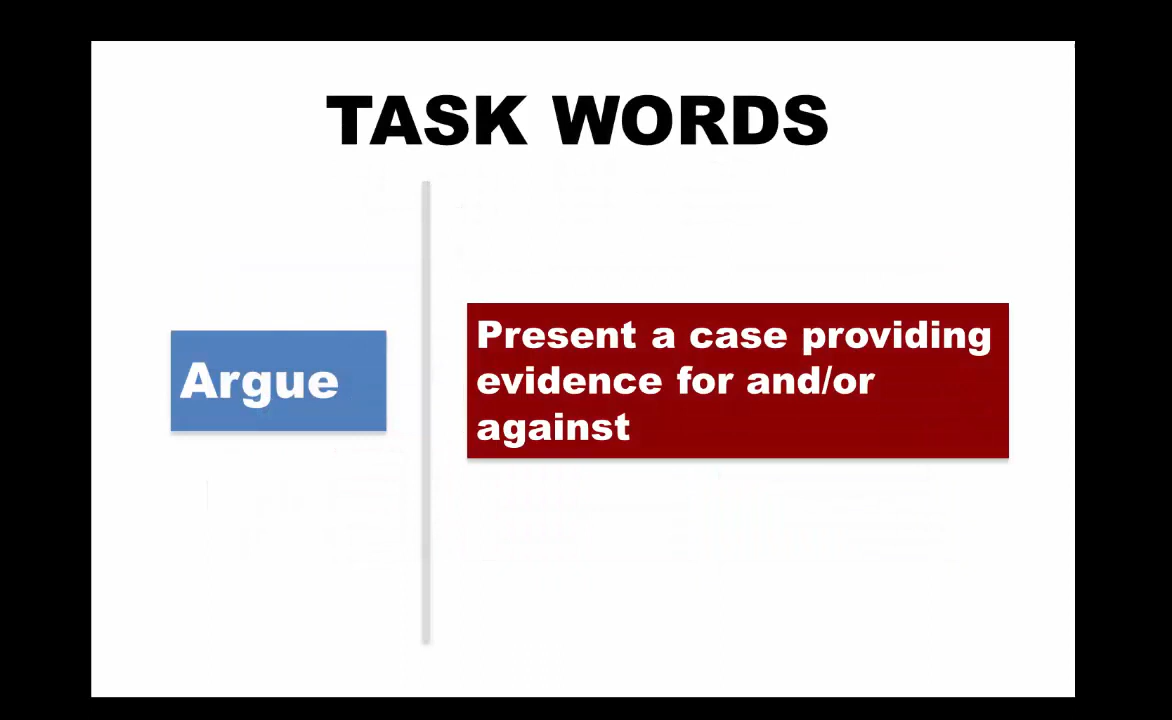 TASK WORDS
Argue
Present a case providing
evidence for and/or
against